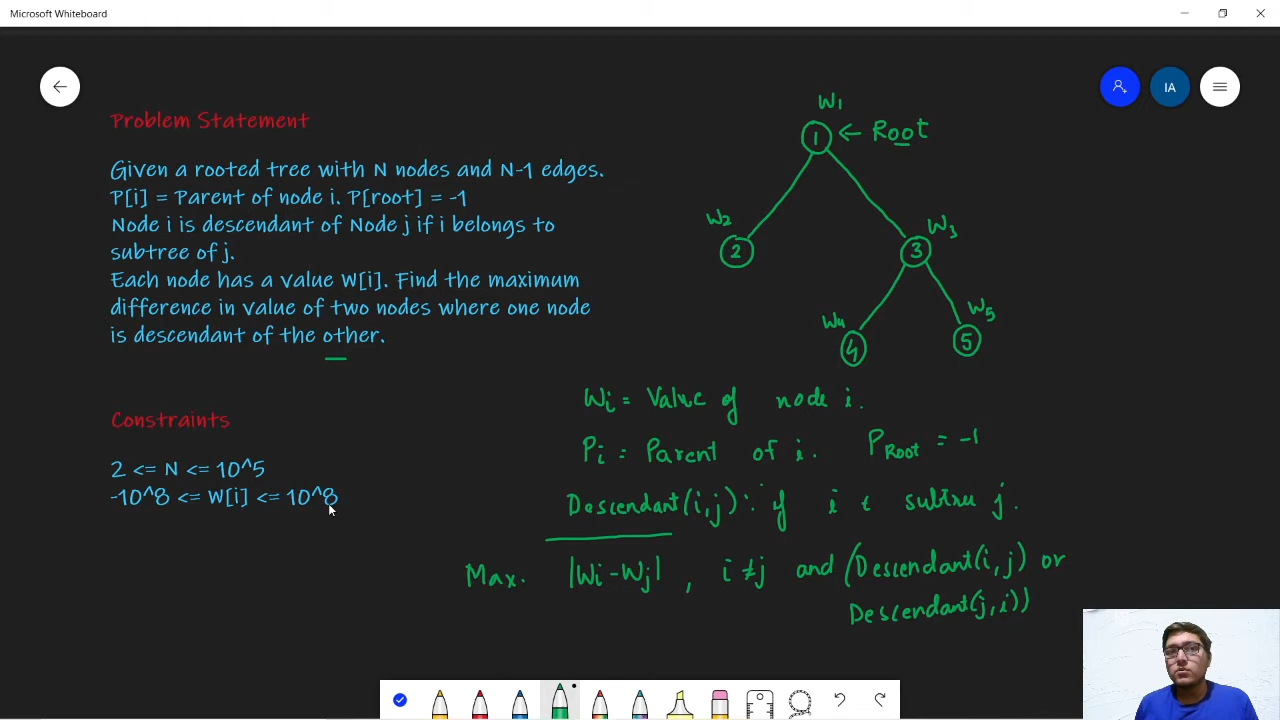 Microsoft Whiteboard
IA
Problem Statement
Given a rooted tree with N nodes and N-1 edges.
P[i] = Parent of node i. P[root] = -1
Node i is descendant of Node j if i belongs to
subtree of j.
Each node has a value W[i]. Find the maximum
difference in value of two nodes where one node
is descendant of the other.
Constraints
2 <= N <= 10^5
-10^8 <= W[i] <= 10^8
W1
1 ← Root
W2
2
W3
3
W4
4
W5
5
Wi = Value of node i.
Pi = Parent of i. PRoot = -1
Descendant(i,j): if i ϵ subtree j.
Max. |Wi-Wj|, i ≠ j and (Descendant(i,j) or
Descendant(j,i))